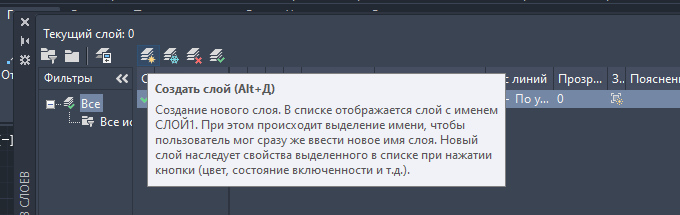 Текущий слой: 0
От
Фильтры
С
с линий
Прозр...
З..
Пояснен
Все
По у...
0
Все ис
[—]
В СЛОЕВ
Создать слой (Alt+Д)
Создание нового слоя. В списке отображается слой с именем
СЛОЙ1. При этом происходит выделение имени, чтобы
пользователь мог сразу же ввести новое имя слоя. Новый
слой наследует свойства выделенного в списке при нажатии
кнопки (цвет, состояние включенности и т.д.).